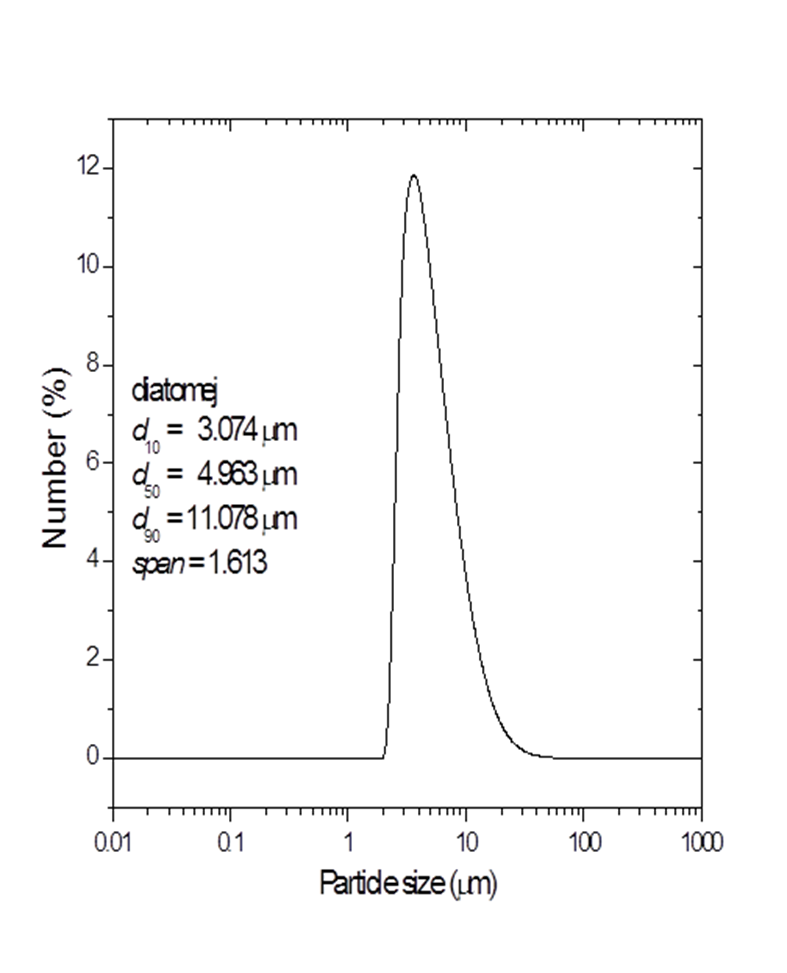 12
10
8
6
4
2
0
Number (%)
diatomej
d10 = 3.074 μm
d50 = 4.963 μm
d90 = 11.078 μm
span = 1.613
0.01 0.1 1 10 100 1000
Particle size (μm)